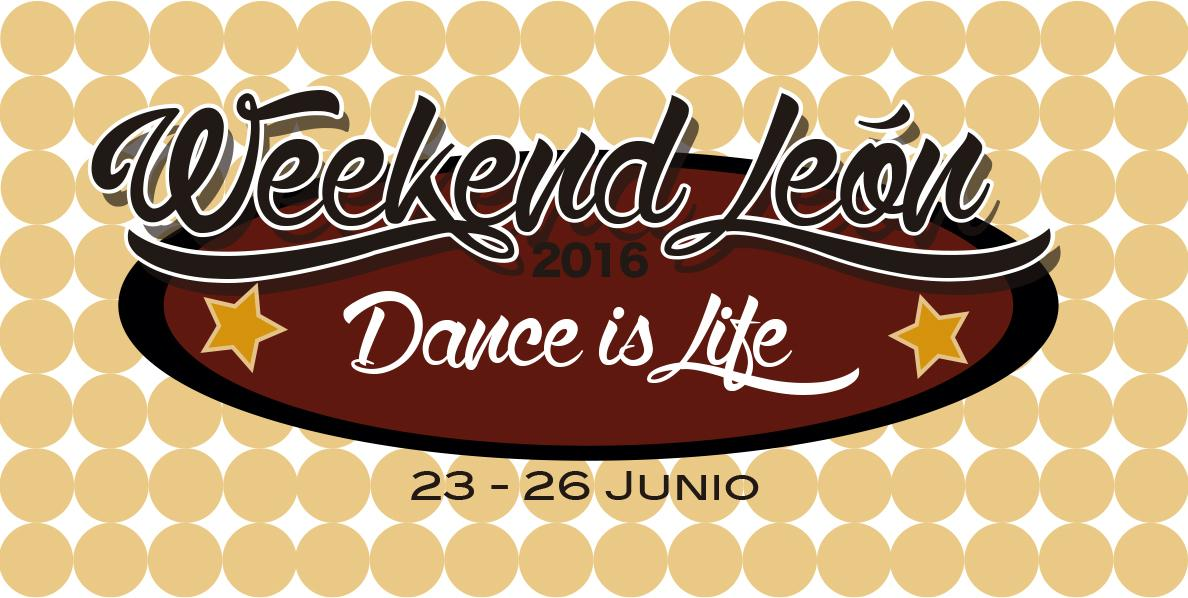 Weekend León
2016
Dance is Life
23 - 26 JUNIO